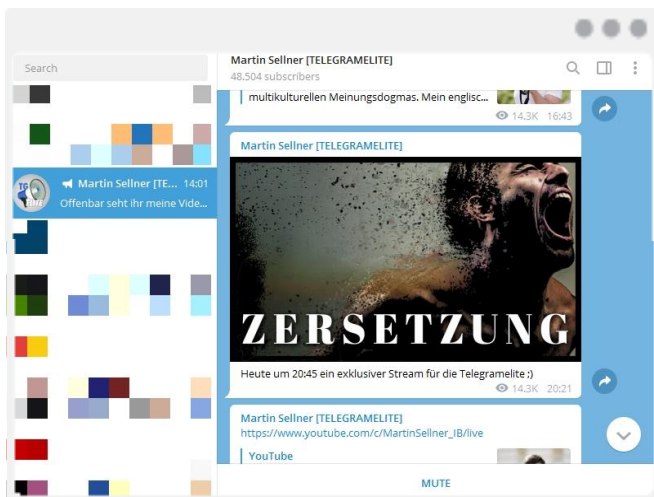 Search
Martin Sellner [TELEGRAMELITE]
48.504 subscribers
Martin Sellner [TE... 14:01
Offenbar seht ihr meine Vide...
multikulturellen Meinungsdogmas. Mein englisc...
14.3K 16:43
Martin Sellner [TELEGRAMELITE]
ZERSETZUNG
Heute um 20:45 ein exklusiver Stream für die Telegramelite ;)
14.3K 20:21
Martin Sellner [TELEGRAMELITE]
https://www.youtube.com/c/MartinSellner_IB/live
YouTube
MUTE